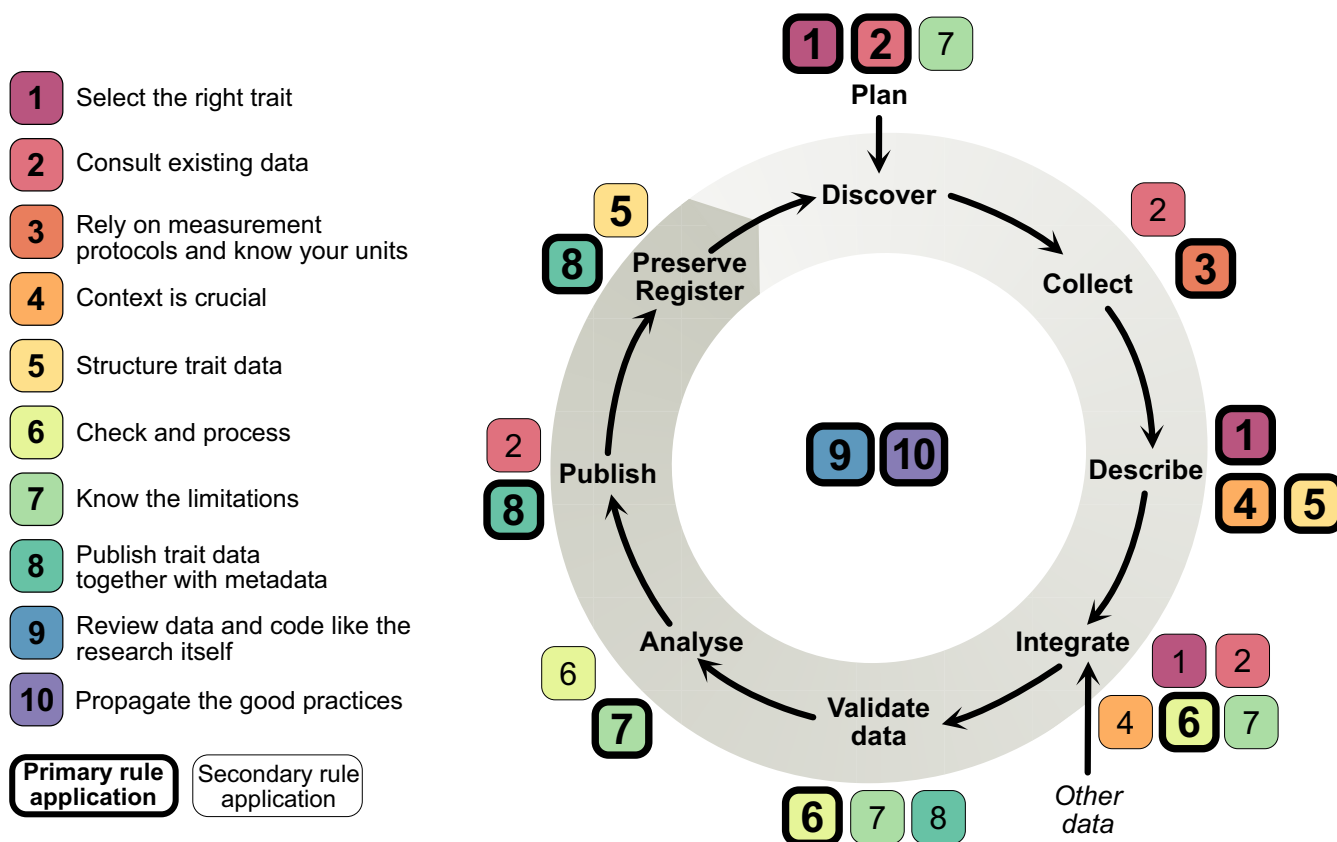 1 Select the right trait
2 Consult existing data
3 Rely on measurement
protocols and know your units
4 Context is crucial
5 Structure trait data
6 Check and process
7 Know the limitations
8 Publish trait data
together with metadata
9 Review data and code like the
research itself
10 Propagate the good practices
Primary rule
application
Secondary rule
application
1 2 7
Plan
Discover
2
3
Collect
1
4 5
Describe
Integrate
1 2
4 6 7
Other
data
Validate
data
6 7 8
Analyse
6
7
Publish
2
8
Preserve
Register
5
8
9 10